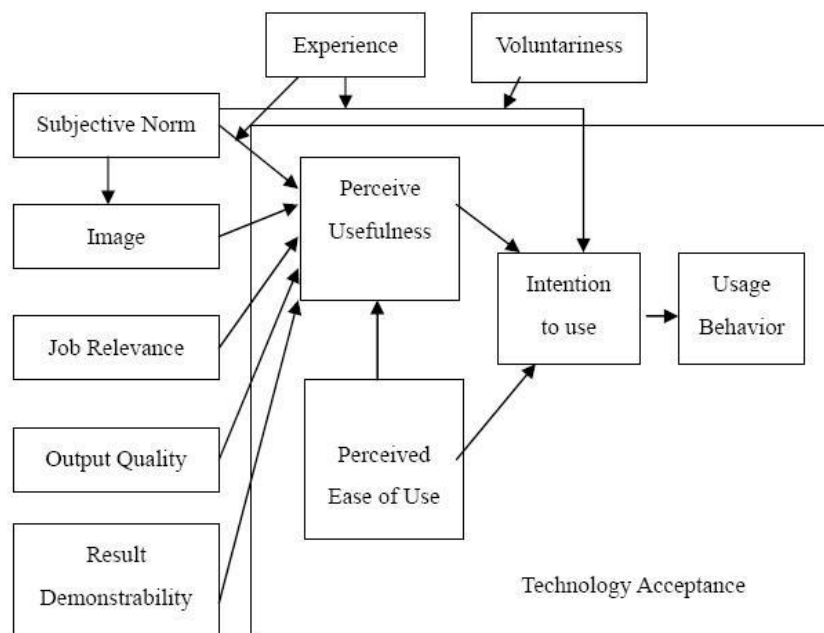 Experience
Voluntariness
Subjective Norm
Perceive
Usefulness
Image
Intention
to use
Usage
Behavior
Job Relevance
Output Quality
Perceived
Ease of Use
Result
Demonstrability
Technology Acceptance